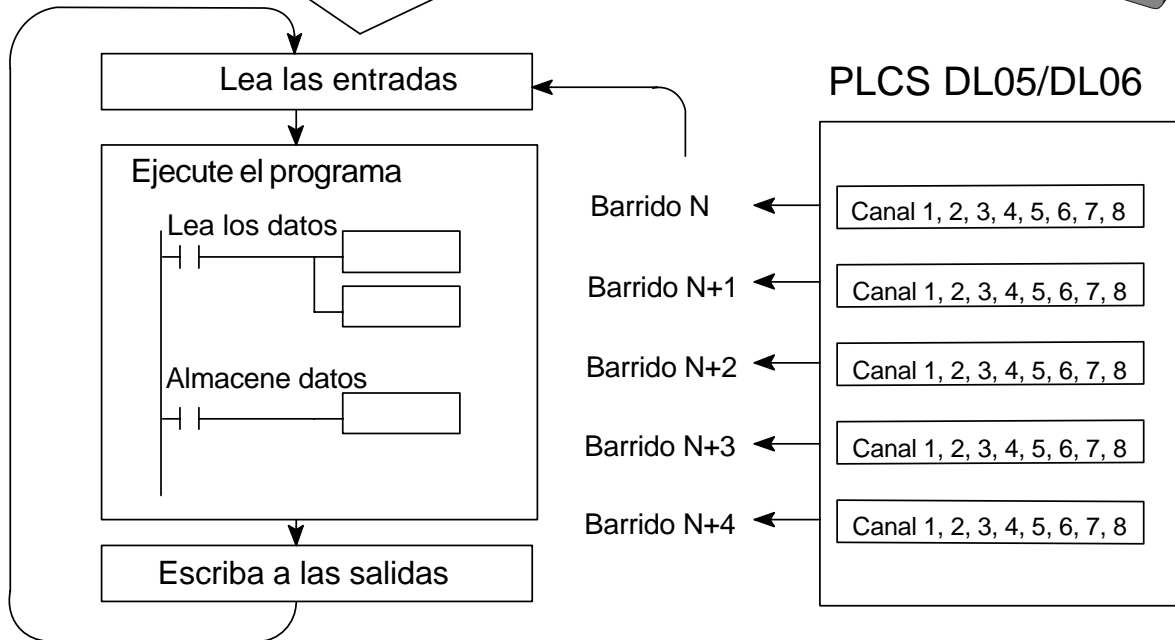 Lea las entradas
Ejecute el programa
Lea los datos
Almacene datos
Escriba a las salidas
PLCS DL05/DL06
Barrido N
Canal 1, 2, 3, 4, 5, 6, 7, 8
Barrido N+1
Canal 1, 2, 3, 4, 5, 6, 7, 8
Barrido N+2
Canal 1, 2, 3, 4, 5, 6, 7, 8
Barrido N+3
Canal 1, 2, 3, 4, 5, 6, 7, 8
Barrido N+4
Canal 1, 2, 3, 4, 5, 6, 7, 8